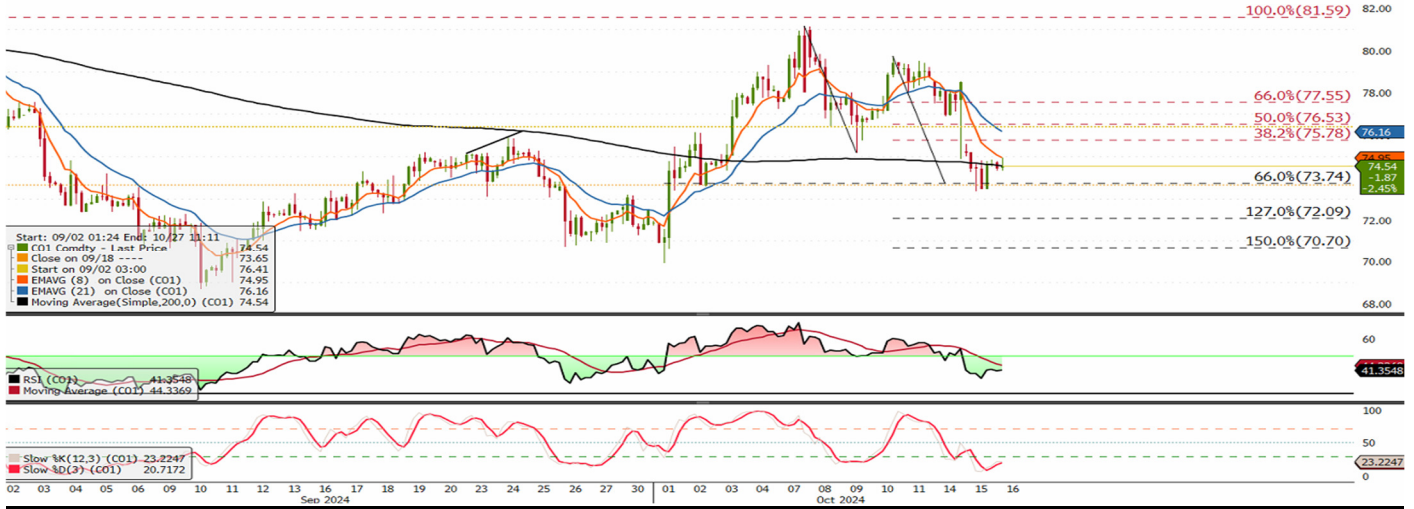 82.00
100.0%(81.59)
80.00
78.00
66.0%(77.55)
50.0%(76.53)
38.2%(75.78)
76.16
74.95
74.54
-1.87
-2.45%
66.0%(73.74)
127.0%(72.09)
72.00
150.0%(70.70)
70.00
68.00
Start: 09/02 01:24 End: 10/27 11:11
CO1 Comdty - Last Price 74.54
Close on 09/18 ---- 73.65
Start on 09/02 03:00 76.41
EMAVG (8) on Close (CO1) 74.95
EMAVG (21) on Close (CO1) 76.16
Moving Average(Simple,200,0) (CO1) 74.54
60
RSI (CO1) 41.3548
Moving Average (CO1) 44.3369
41.3548
100
50
Slow %K(12,3) (CO1) 23.2247
Slow %D(3) (CO1) 20.7172
23.2247
0
02 03 04 05 06 09 10 11 12 13 16 17 18 19 20 23 24 25 26 27 30 01 02 03 04 07 08 09 10 11 14 15 16
Sep 2024 Oct 2024